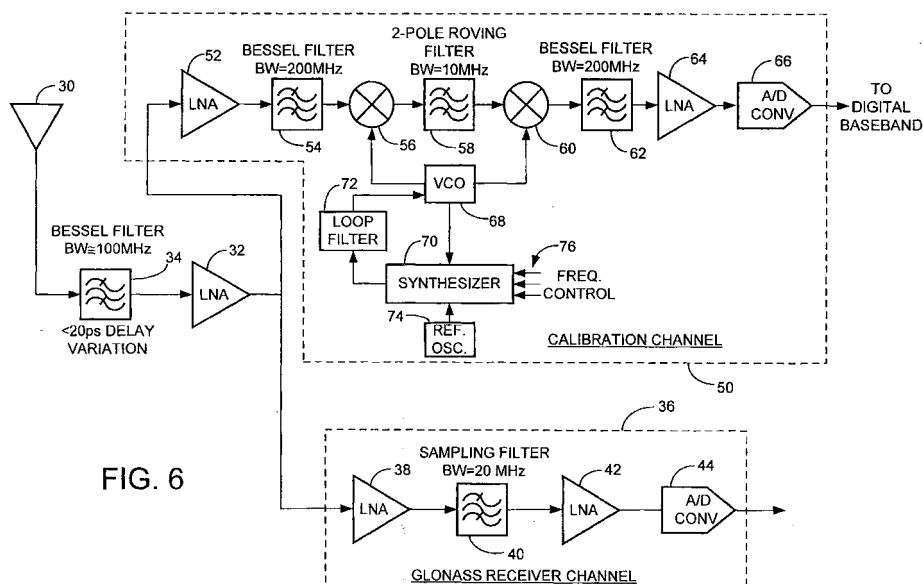 2-POLE ROVING
FILTER
BW=10MHz
BESSEL FILTER
BW=200MHz
BESSEL FILTER
BW=200MHz
30
52
LNA
54
56
58
60
62
64
LNA
66
A/D
CONV
TO
DIGITAL
BASEBAND
72
LOOP
FILTER
VCO
68
70
SYNTHESIZER
76
FREQ.
CONTROL
74
REF.
OSC.
CALIBRATION CHANNEL
50
BESSEL FILTER
BW≅100MHz
34
32
LNA
<20ps DELAY
VARIATION
36
FIG. 6
38
LNA
SAMPLING FILTER
BW=20 MHz
40
42
LNA
44
A/D
CONV
GLONASS RECEIVER CHANNEL